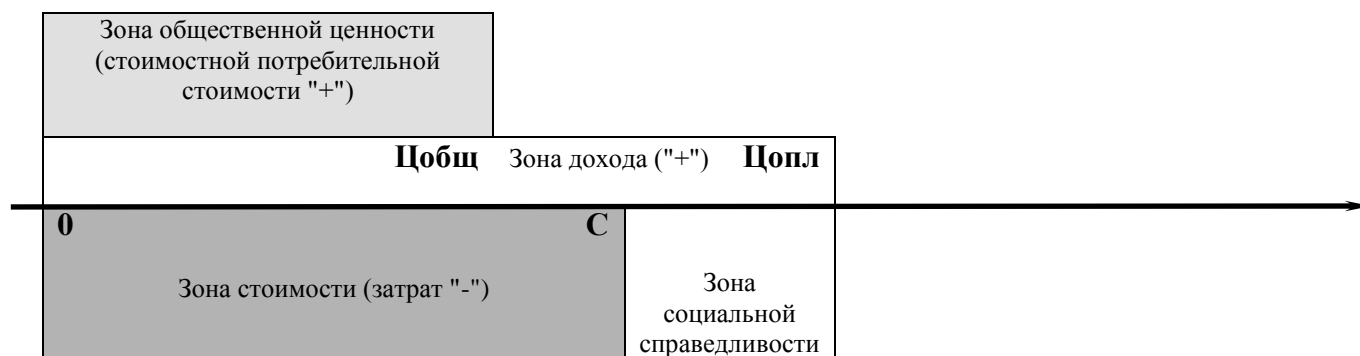 Зона общественной ценности
(стоимостной потребительной
стоимости "+")
Цобщ Зона дохода ("+") Цопл
0 С
Зона стоимости (затрат "-")
Зона
социальной
справедливости